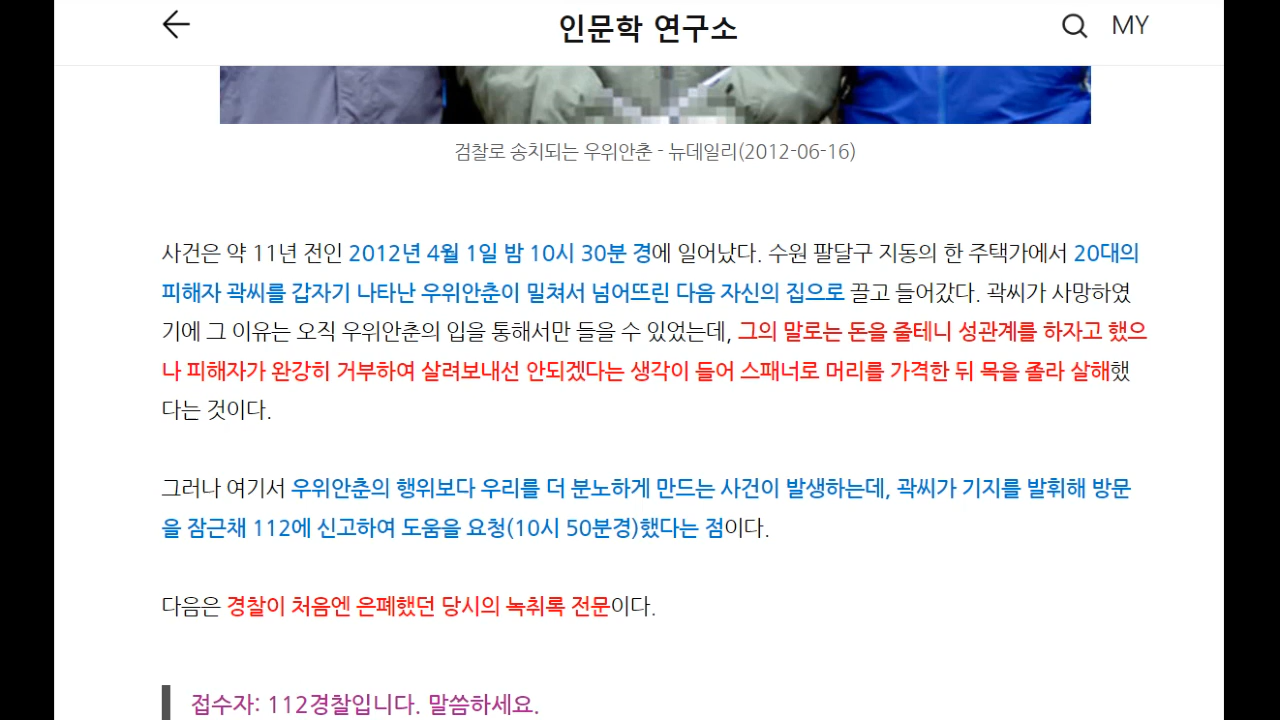 인문학 연구소
MY
검찰로 송치되는 우위안춘 - 뉴데일리(2012-06-16)
사건은 약 11년 전인 2012년 4월 1일 밤 10시 30분 경에 일어났다. 수원 팔달구 지동의 한 주택가에서 20대의
피해자 곽씨를 갑자기 나타난 우위안춘이 밀쳐서 넘어뜨린 다음 자신의 집으로 끌고 들어갔다. 곽씨가 사망하였
기에 그 이유는 오직 우위안춘의 입을 통해서만 들을 수 있었는데, 그의 말로는 돈을 줄테니 성관계를 하자고 했으
나 피해자가 완강히 거부하여 살려보내선 안되겠다는 생각이 들어 스패너로 머리를 가격한 뒤 목을 졸라 살해했
다는 것이다.
그러나 여기서 우위안춘의 행위보다 우리를 더 분노하게 만드는 사건이 발생하는데, 곽씨가 기지를 발휘해 방문
을 잠근채 112에 신고하여 도움을 요청(10시 50분경)했다는 점이다.
다음은 경찰이 처음엔 은폐했던 당시의 녹취록 전문이다.
접수자: 112경찰입니다. 말씀하세요.